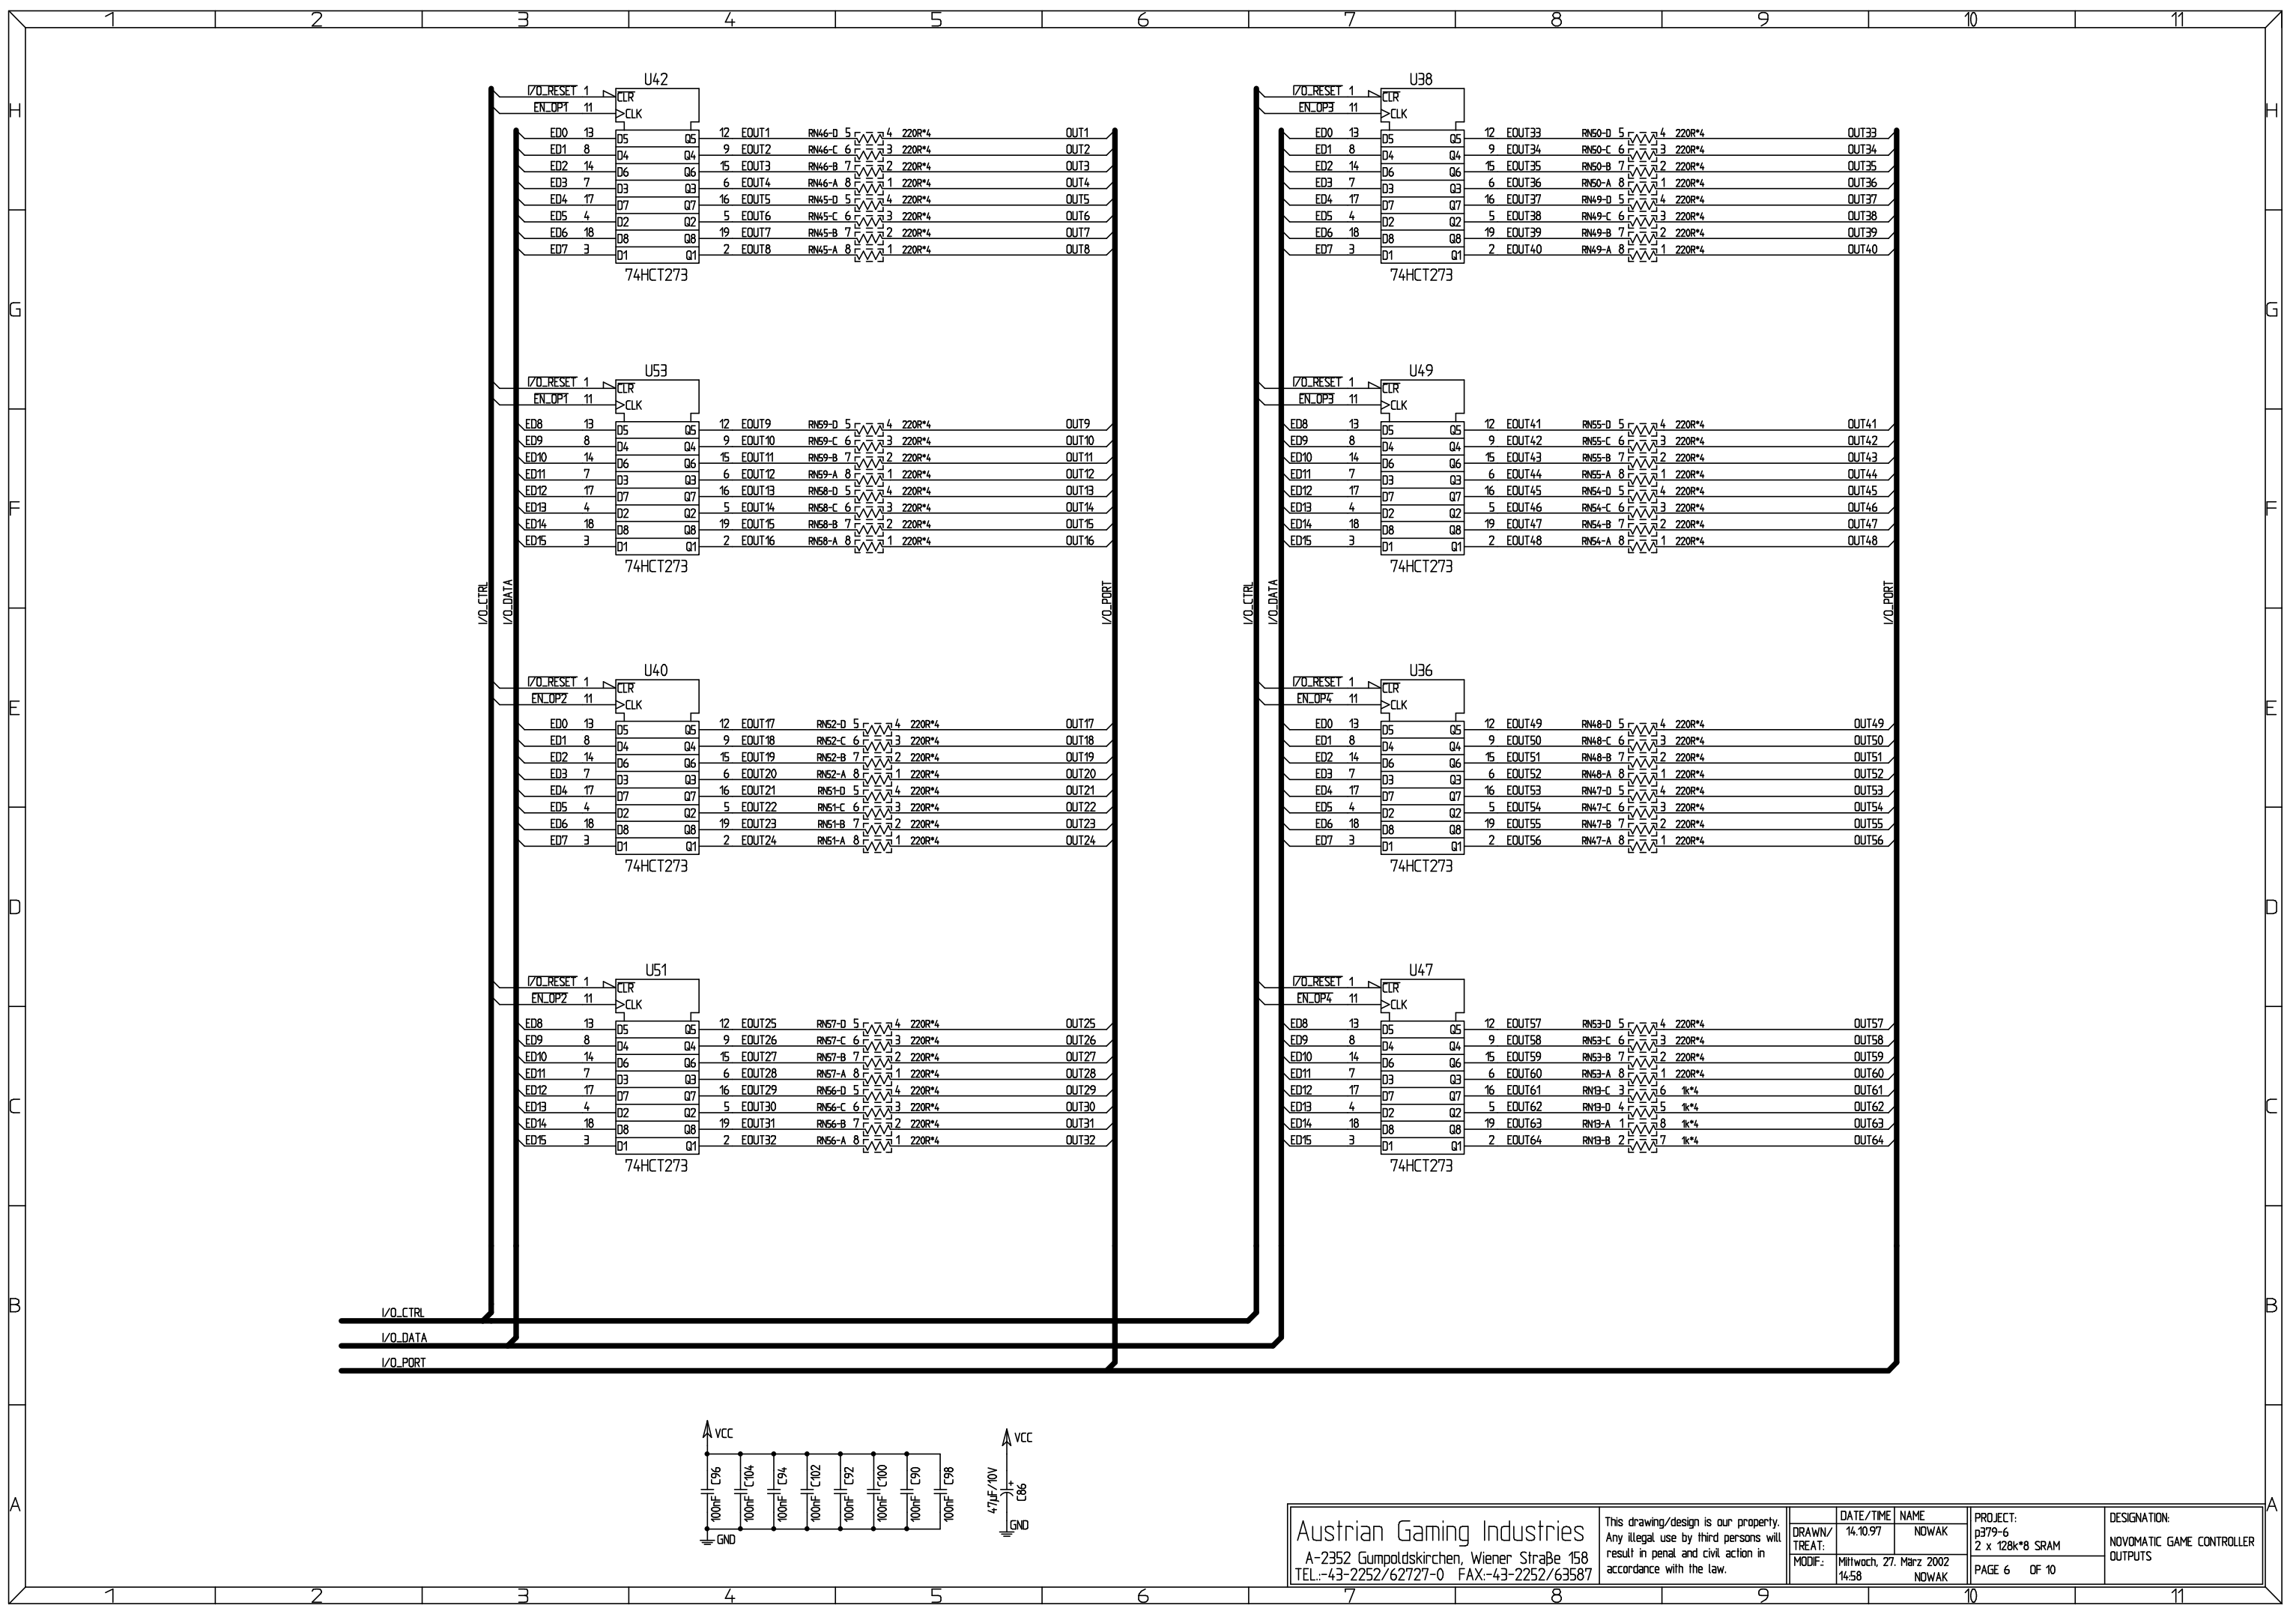 1 2 3 4 5 6 7 8 9 10 11
H H
G G
F F
E E
D D
C C
B B
A A
U42
I/O_RESET 1 CLR
EN_OP1 11 CLK
ED0 13 D5 Q5 12 EOUT1 RN46-D 5 4 220R*4 OUT1
ED1 8 D4 Q4 9 EOUT2 RN46-C 6 3 220R*4 OUT2
ED2 14 D6 Q6 15 EOUT3 RN46-B 7 2 220R*4 OUT3
ED3 7 D3 Q3 6 EOUT4 RN46-A 8 1 220R*4 OUT4
ED4 17 D7 Q7 16 EOUT5 RN45-D 5 4 220R*4 OUT5
ED5 4 D2 Q2 5 EOUT6 RN45-C 6 3 220R*4 OUT6
ED6 18 D8 Q8 19 EOUT7 RN45-B 7 2 220R*4 OUT7
ED7 3 D1 Q1 2 EOUT8 RN45-A 8 1 220R*4 OUT8
74HCT273
U53
I/O_RESET 1 CLR
EN_OP1 11 CLK
ED8 13 D5 Q5 12 EOUT9 RN59-D 5 4 220R*4 OUT9
ED9 8 D4 Q4 9 EOUT10 RN59-C 6 3 220R*4 OUT10
ED10 14 D6 Q6 15 EOUT11 RN59-B 7 2 220R*4 OUT11
ED11 7 D3 Q3 6 EOUT12 RN59-A 8 1 220R*4 OUT12
ED12 17 D7 Q7 16 EOUT13 RN58-D 5 4 220R*4 OUT13
ED13 4 D2 Q2 5 EOUT14 RN58-C 6 3 220R*4 OUT14
ED14 18 D8 Q8 19 EOUT15 RN58-B 7 2 220R*4 OUT15
ED15 3 D1 Q1 2 EOUT16 RN58-A 8 1 220R*4 OUT16
74HCT273
I/O_CTRL
I/O_DATA
I/O_PORT
U40
I/O_RESET 1 CLR
EN_OP2 11 CLK
ED0 13 D5 Q5 12 EOUT17 RN52-D 5 4 220R*4 OUT17
ED1 8 D4 Q4 9 EOUT18 RN52-C 6 3 220R*4 OUT18
ED2 14 D6 Q6 15 EOUT19 RN52-B 7 2 220R*4 OUT19
ED3 7 D3 Q3 6 EOUT20 RN52-A 8 1 220R*4 OUT20
ED4 17 D7 Q7 16 EOUT21 RN51-D 5 4 220R*4 OUT21
ED5 4 D2 Q2 5 EOUT22 RN51-C 6 3 220R*4 OUT22
ED6 18 D8 Q8 19 EOUT23 RN51-B 7 2 220R*4 OUT23
ED7 3 D1 Q1 2 EOUT24 RN51-A 8 1 220R*4 OUT24
74HCT273
U51
I/O_RESET 1 CLR
EN_OP2 11 CLK
ED8 13 D5 Q5 12 EOUT25 RN57-D 5 4 220R*4 OUT25
ED9 8 D4 Q4 9 EOUT26 RN57-C 6 3 220R*4 OUT26
ED10 14 D6 Q6 15 EOUT27 RN57-B 7 2 220R*4 OUT27
ED11 7 D3 Q3 6 EOUT28 RN57-A 8 1 220R*4 OUT28
ED12 17 D7 Q7 16 EOUT29 RN56-D 5 4 220R*4 OUT29
ED13 4 D2 Q2 5 EOUT30 RN56-C 6 3 220R*4 OUT30
ED14 18 D8 Q8 19 EOUT31 RN56-B 7 2 220R*4 OUT31
ED15 3 D1 Q1 2 EOUT32 RN56-A 8 1 220R*4 OUT32
74HCT273
U38
I/O_RESET 1 CLR
EN_OP3 11 CLK
ED0 13 D5 Q5 12 EOUT33 RN50-D 5 4 220R*4 OUT33
ED1 8 D4 Q4 9 EOUT34 RN50-C 6 3 220R*4 OUT34
ED2 14 D6 Q6 15 EOUT35 RN50-B 7 2 220R*4 OUT35
ED3 7 D3 Q3 6 EOUT36 RN50-A 8 1 220R*4 OUT36
ED4 17 D7 Q7 16 EOUT37 RN49-D 5 4 220R*4 OUT37
ED5 4 D2 Q2 5 EOUT38 RN49-C 6 3 220R*4 OUT38
ED6 18 D8 Q8 19 EOUT39 RN49-B 7 2 220R*4 OUT39
ED7 3 D1 Q1 2 EOUT40 RN49-A 8 1 220R*4 OUT40
74HCT273
U49
I/O_RESET 1 CLR
EN_OP3 11 CLK
ED8 13 D5 Q5 12 EOUT41 RN55-D 5 4 220R*4 OUT41
ED9 8 D4 Q4 9 EOUT42 RN55-C 6 3 220R*4 OUT42
ED10 14 D6 Q6 15 EOUT43 RN55-B 7 2 220R*4 OUT43
ED11 7 D3 Q3 6 EOUT44 RN55-A 8 1 220R*4 OUT44
ED12 17 D7 Q7 16 EOUT45 RN54-D 5 4 220R*4 OUT45
ED13 4 D2 Q2 5 EOUT46 RN54-C 6 3 220R*4 OUT46
ED14 18 D8 Q8 19 EOUT47 RN54-B 7 2 220R*4 OUT47
ED15 3 D1 Q1 2 EOUT48 RN54-A 8 1 220R*4 OUT48
74HCT273
I/O_CTRL
I/O_DATA
I/O_PORT
U36
I/O_RESET 1 CLR
EN_OP4 11 CLK
ED0 13 D5 Q5 12 EOUT49 RN48-D 5 4 220R*4 OUT49
ED1 8 D4 Q4 9 EOUT50 RN48-C 6 3 220R*4 OUT50
ED2 14 D6 Q6 15 EOUT51 RN48-B 7 2 220R*4 OUT51
ED3 7 D3 Q3 6 EOUT52 RN48-A 8 1 220R*4 OUT52
ED4 17 D7 Q7 16 EOUT53 RN47-D 5 4 220R*4 OUT53
ED5 4 D2 Q2 5 EOUT54 RN47-C 6 3 220R*4 OUT54
ED6 18 D8 Q8 19 EOUT55 RN47-B 7 2 220R*4 OUT55
ED7 3 D1 Q1 2 EOUT56 RN47-A 8 1 220R*4 OUT56
74HCT273
U47
I/O_RESET 1 CLR
EN_OP4 11 CLK
ED8 13 D5 Q5 12 EOUT57 RN53-D 5 4 220R*4 OUT57
ED9 8 D4 Q4 9 EOUT58 RN53-C 6 3 220R*4 OUT58
ED10 14 D6 Q6 15 EOUT59 RN53-B 7 2 220R*4 OUT59
ED11 7 D3 Q3 6 EOUT60 RN53-A 8 1 220R*4 OUT60
ED12 17 D7 Q7 16 EOUT61 RN13-C 3 6 1k*4 OUT61
ED13 4 D2 Q2 5 EOUT62 RN13-D 4 5 1k*4 OUT62
ED14 18 D8 Q8 19 EOUT63 RN13-A 1 8 1k*4 OUT63
ED15 3 D1 Q1 2 EOUT64 RN13-B 2 7 1k*4 OUT64
74HCT273
I/O_CTRL
I/O_DATA
I/O_PORT
VCC
100nF C96
100nF C104
100nF C94
100nF C102
100nF C92
100nF C100
100nF C90
100nF C98
GND
VCC
47µF/10V + C86
GND
Austrian Gaming Industries
A-2352 Gumpoldskirchen, Wiener Straße 158
TEL.:-43-2252/62727-0 FAX:-43-2252/63587
This drawing/design is our property.
Any illegal use by third persons will
result in penal and civil action in
accordance with the law.
DATE/TIME NAME
DRAWN/ 14.10.97 NOWAK
TREAT:
MODIF.: Mittwoch, 27. März 2002
14:58 NOWAK
PROJECT:
p379-6
2 x 128k*8 SRAM
PAGE 6 OF 10
DESIGNATION:
NOVOMATIC GAME CONTROLLER
OUTPUTS
1 2 3 4 5 6 7 8 9 10 11